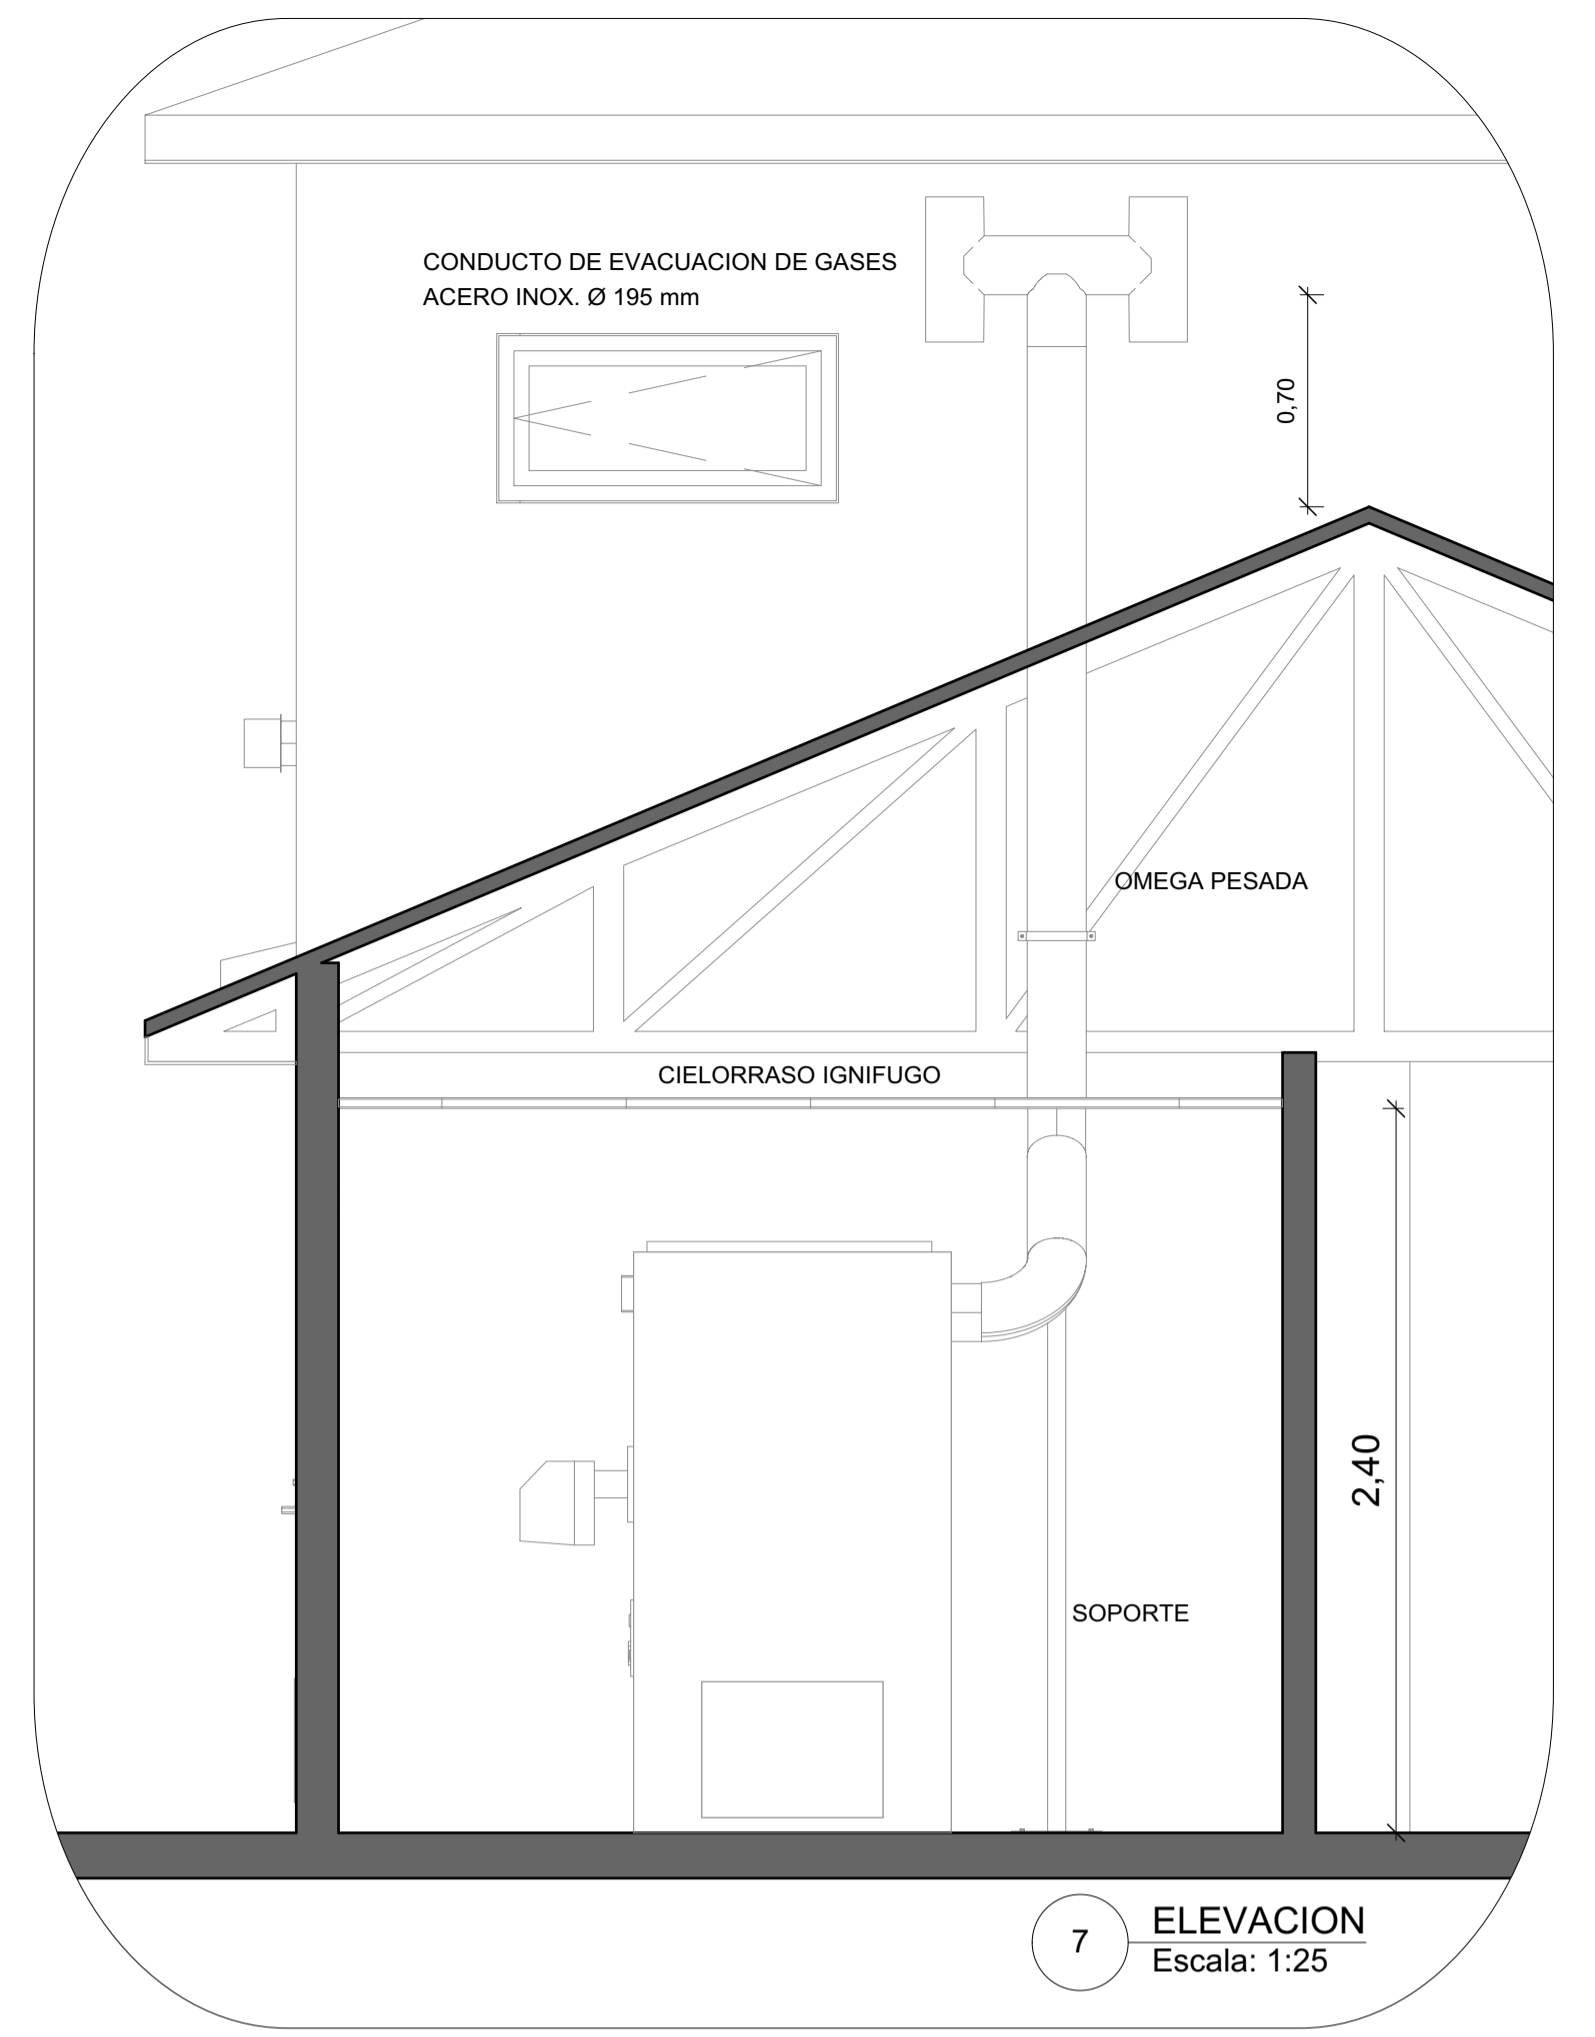 CONDUCTO DE EVACUACION DE GASES
ACERO INOX. Ø 195 mm
0,70
OMEGA PESADA
CIELORRASO IGNIFUGO
2,40
SOPORTE
7
ELEVACION
Escala: 1:25